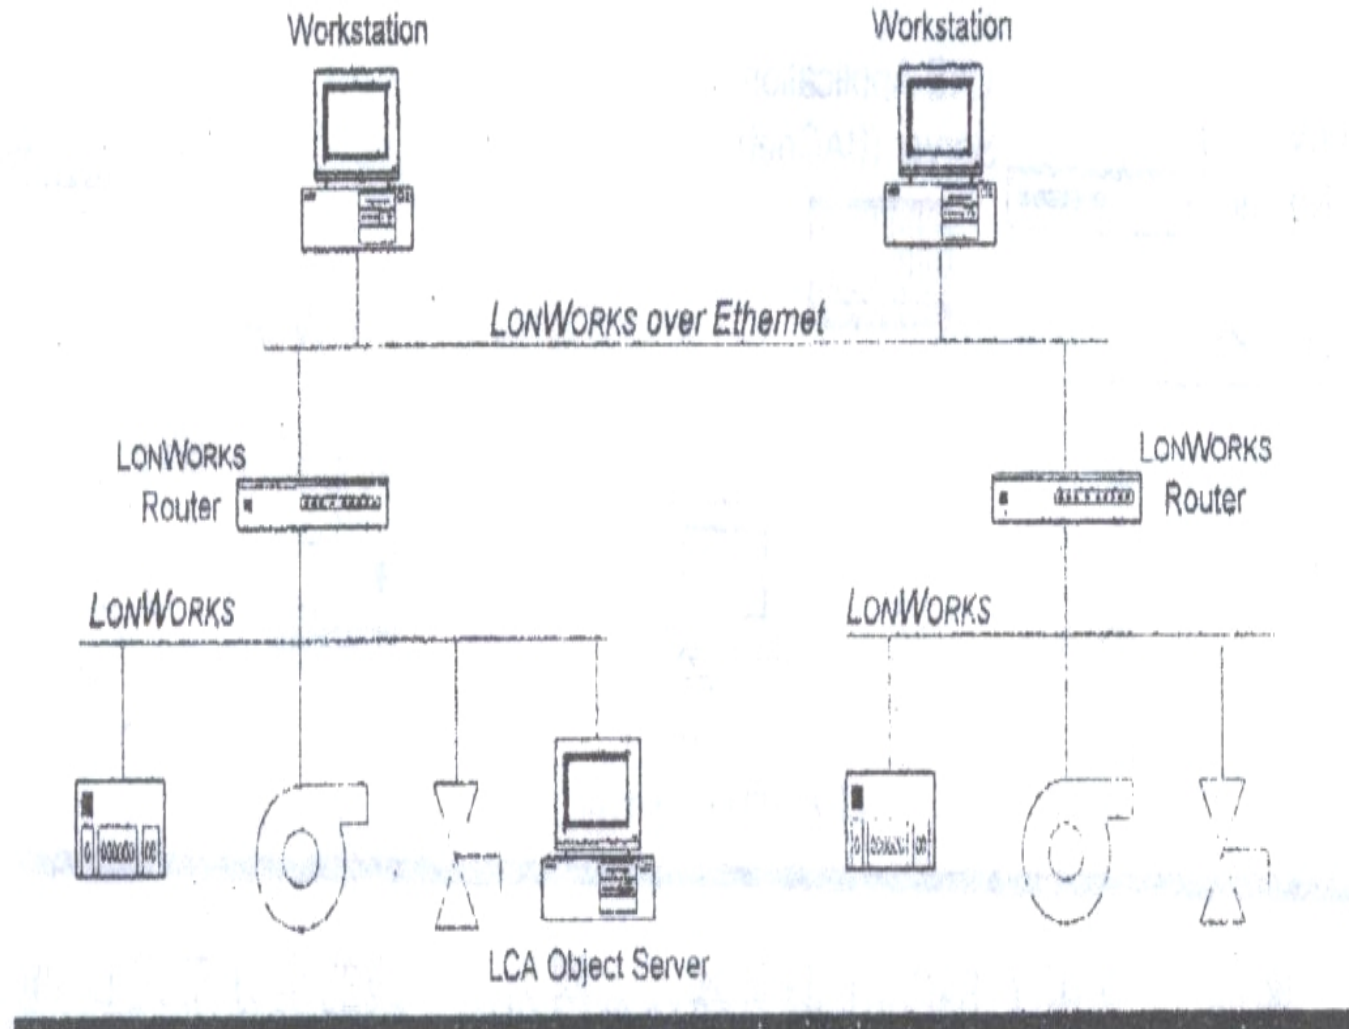 Workstation
Workstation
LONWORKS over Ethernet
LONWORKS
Router
LONWORKS
Router
LONWORKS
LONWORKS
LCA Object Server